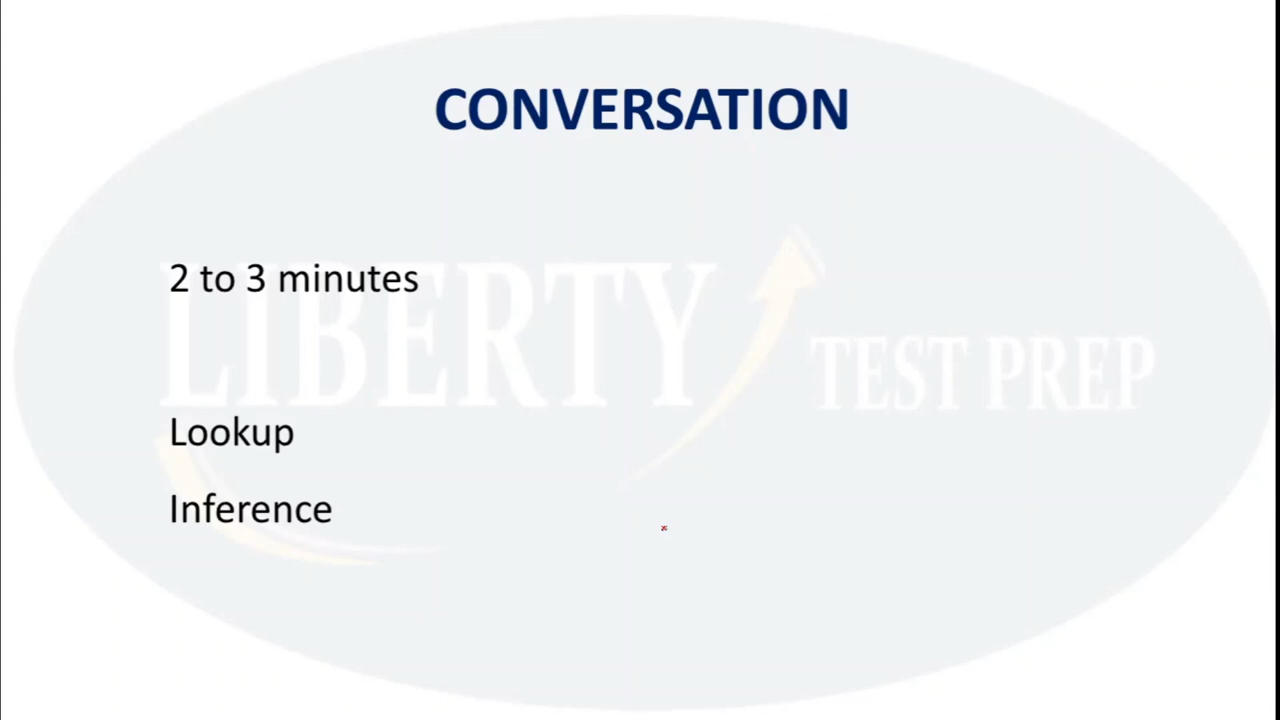 CONVERSATION
2 to 3 minutes
LIBERTY TEST PREP
Lookup
Inference